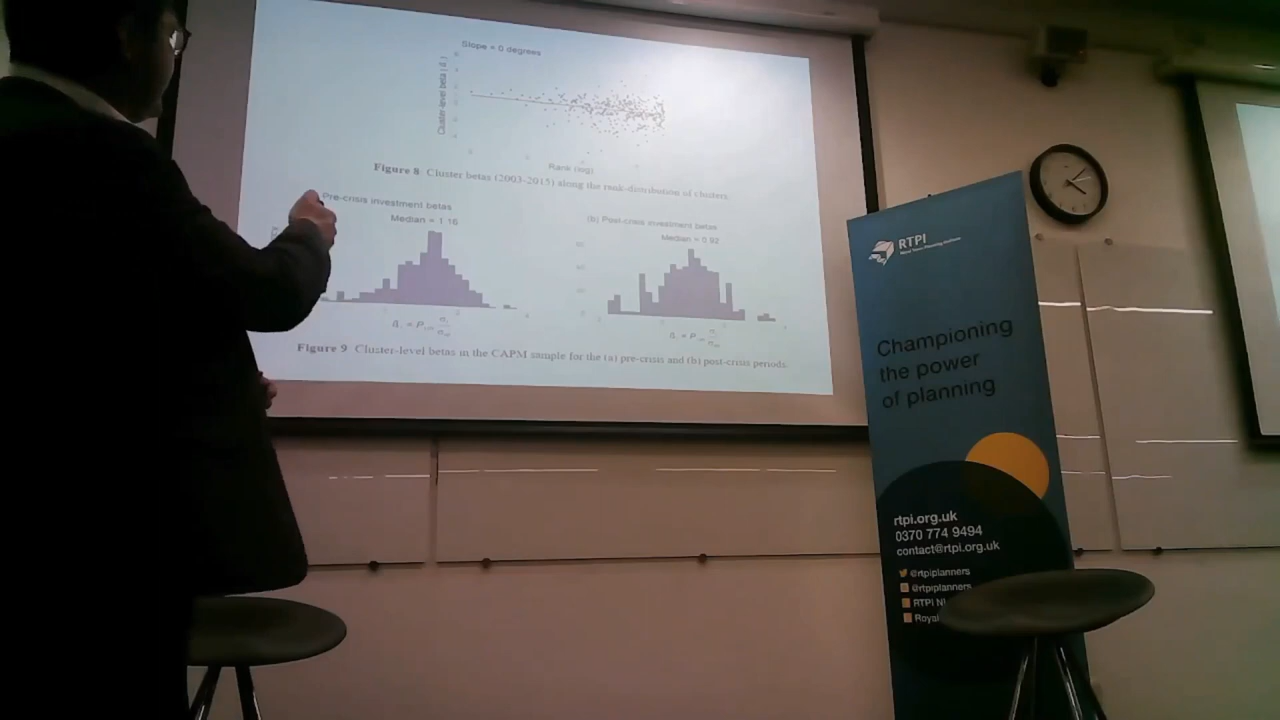 Slope = 0 degrees
Cluster-level beta
Rank (log)
Figure 8 Cluster betas (2003-2015) along the rank-distribution of clusters
Pre-crisis investment betas
Median = 1.16
(b) Post-crisis investment betas
Median = 0.92
Figure 9 Cluster-level betas in the CAPM sample for the (a) pre-crisis and (b) post-crisis periods
RTPI
Championing
the power
of planning
rtpi.org.uk
0370 774 9494
contact@rtpi.org.uk
@rtpiplanners
@rtpiplanners
RTPI
Royal